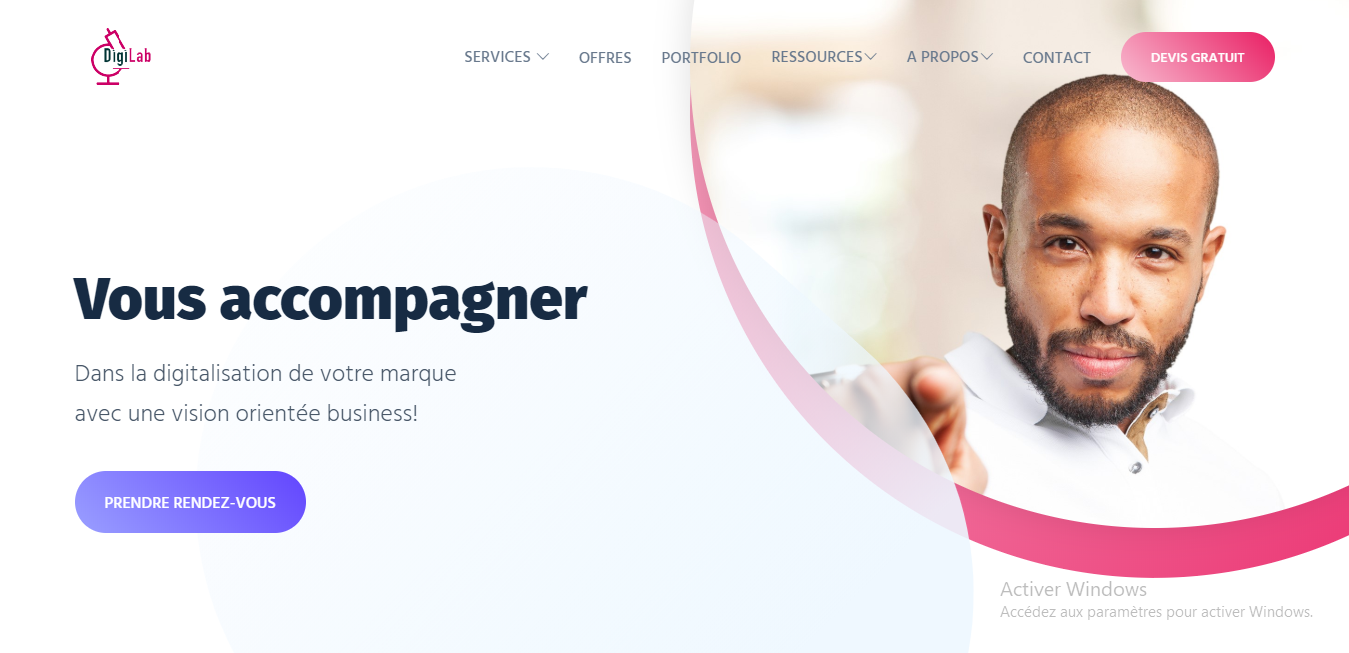 DigiLab
SERVICES OFFRES PORTFOLIO RESSOURCES A PROPOS CONTACT DEVIS GRATUIT
Vous accompagner
Dans la digitalisation de votre marque
avec une vision orientée business!
PRENDRE RENDEZ-VOUS
Activer Windows
Accédez aux paramètres pour activer Windows.